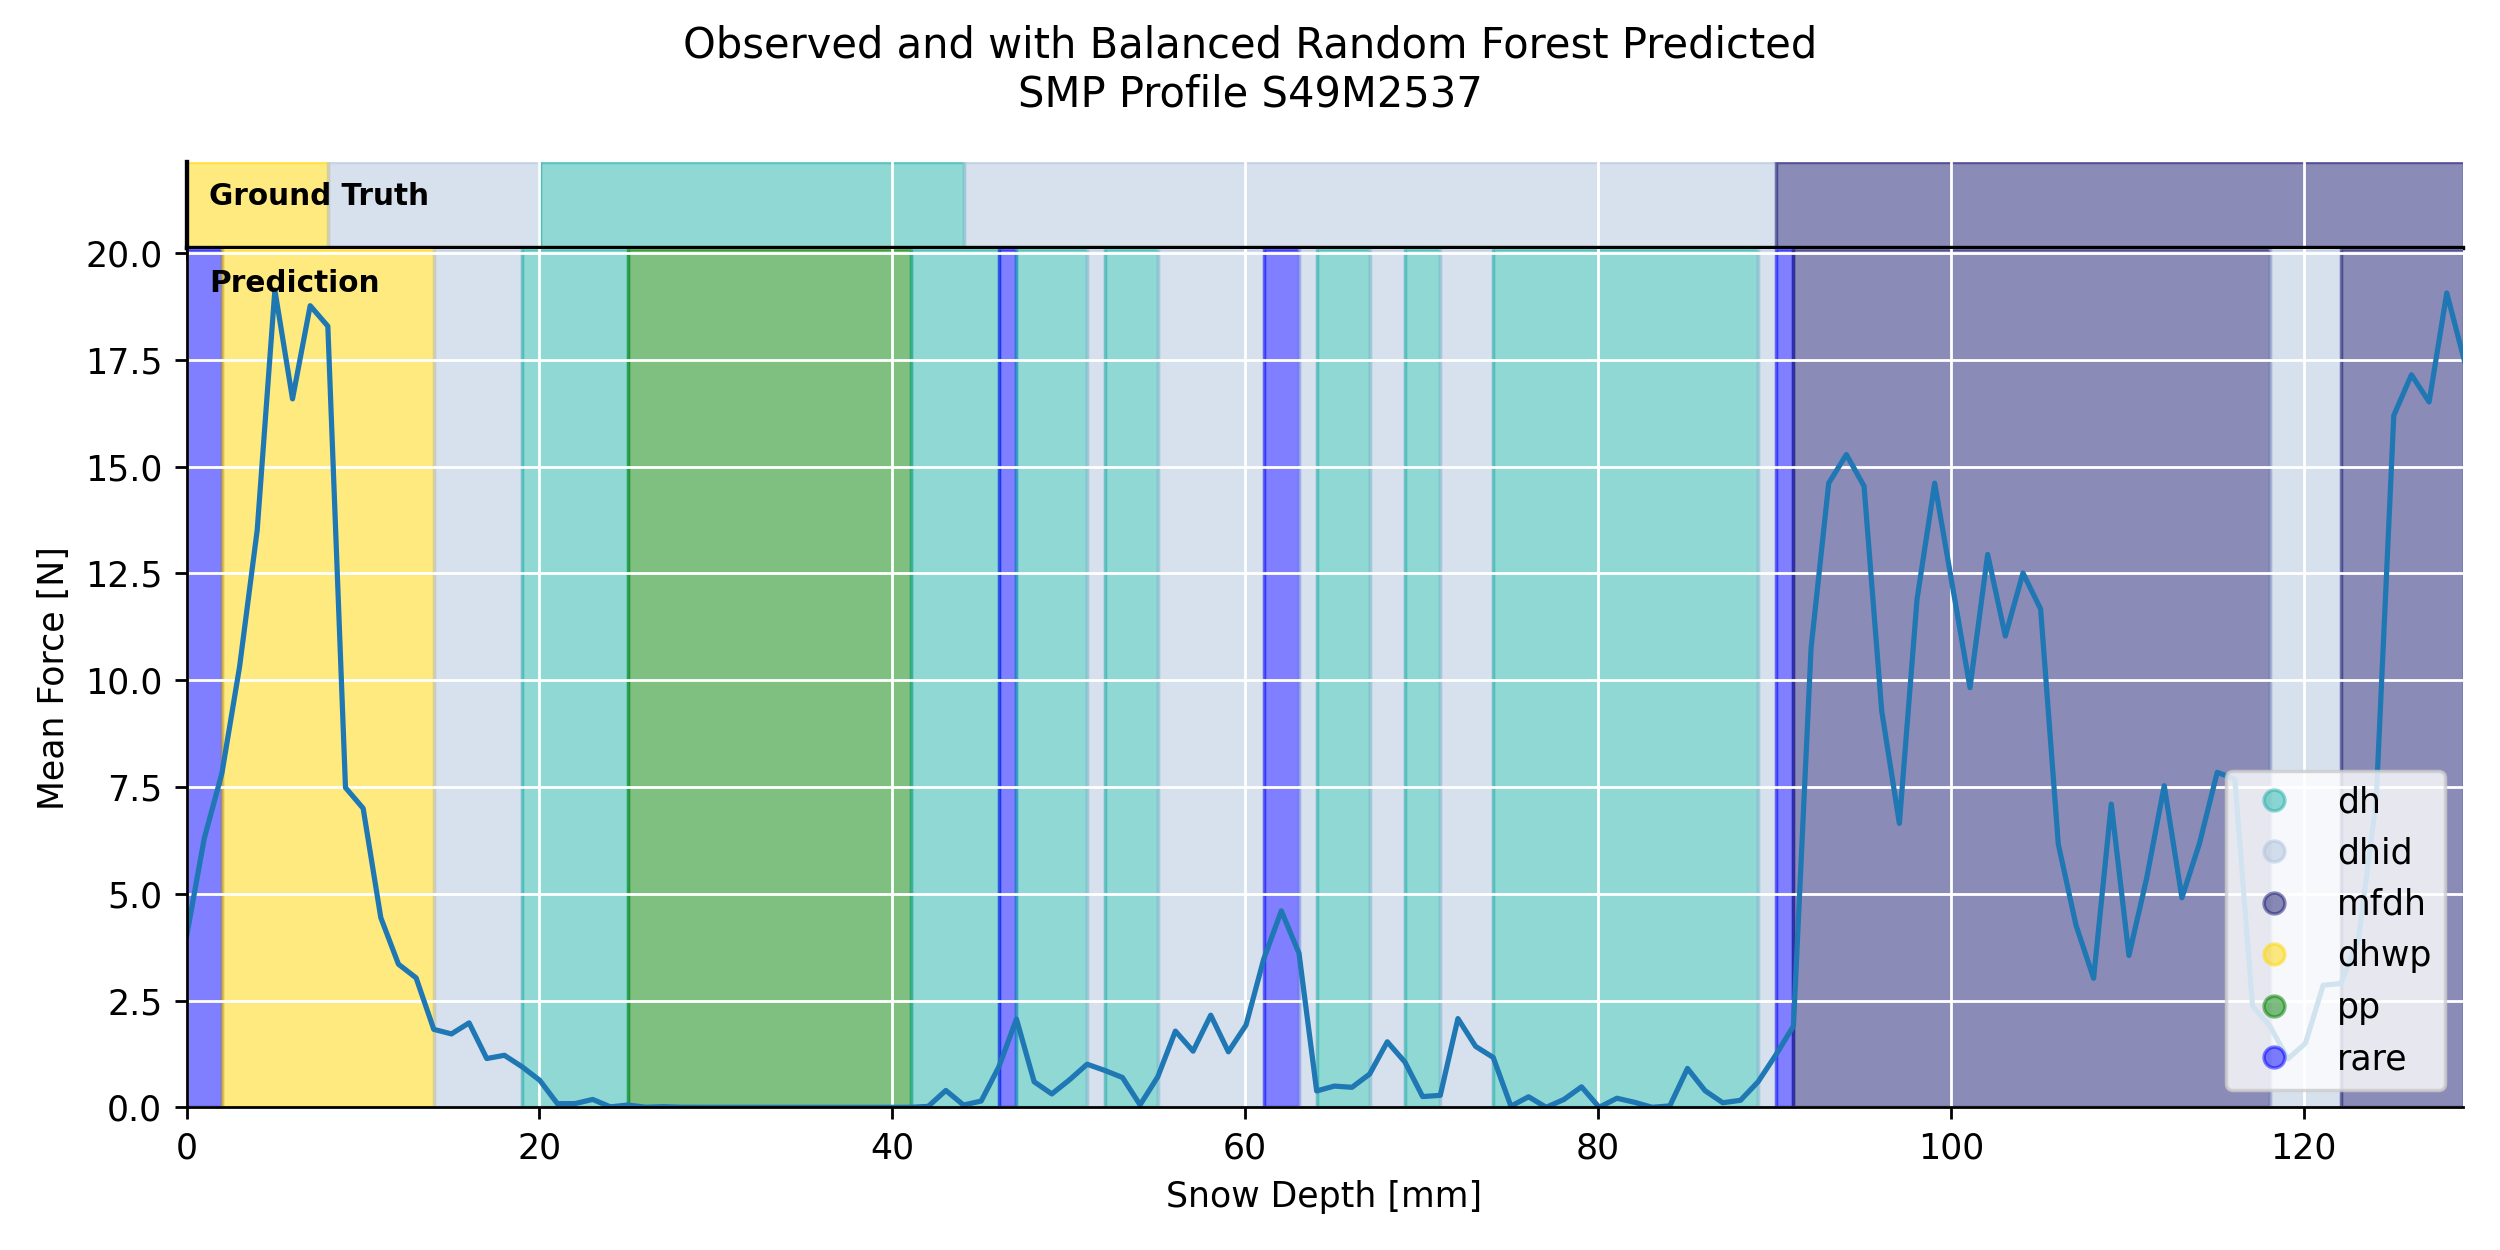 Observed and with Balanced Random Forest Predicted
SMP Profile S49M2537
Ground Truth
Prediction
20.0
17.5
15.0
12.5
10.0
7.5
5.0
2.5
0.0
Mean Force [N]
dh
dhid
mfdh
dhwp
pp
rare
0 20 40 60 80 100 120
Snow Depth [mm]